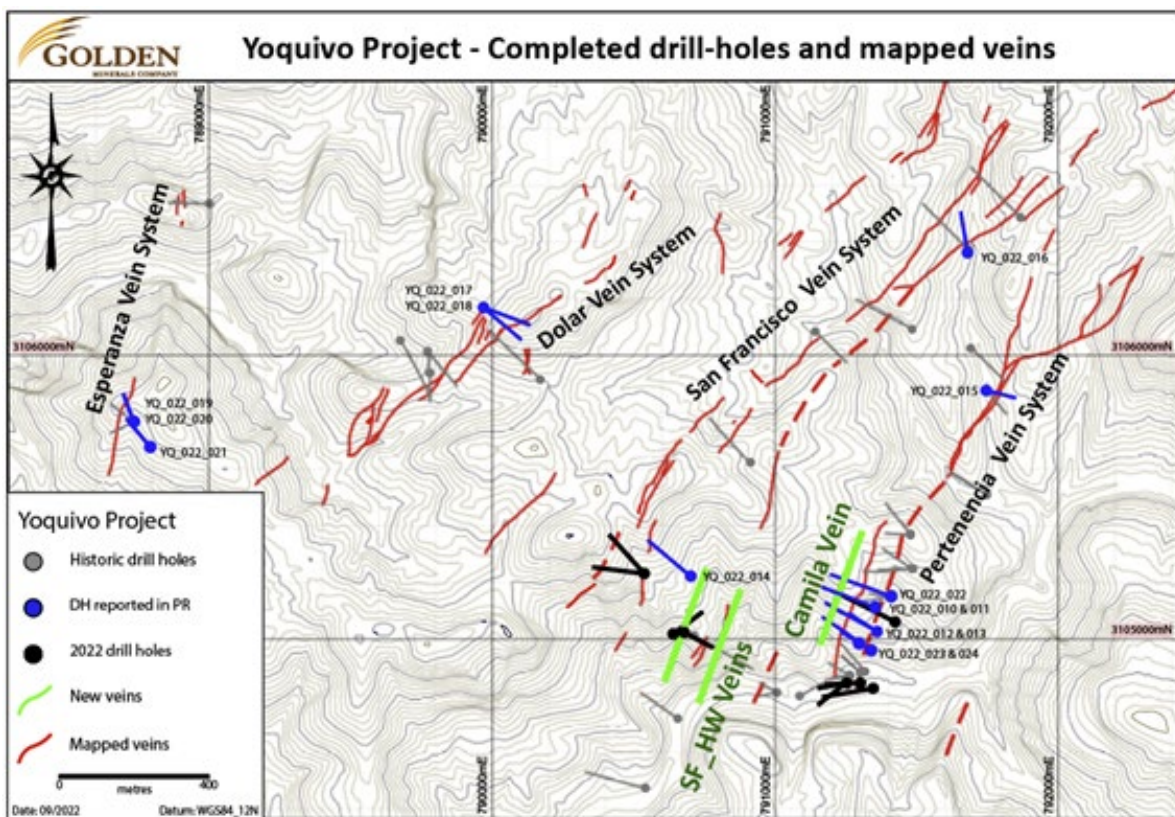 GOLDEN
MINERALS COMPANY
Yoquivo Project - Completed drill-holes and mapped veins
789000mE
790000mE
791000mE
792000mE
Esperanza Vein System
YQ_022_017
YQ_022_018
Dolar Vein System
San Francisco Vein System
YQ_022_016
3106000mN
3106000mN
YQ_022_019
YQ_022_020
YQ_022_021
YQ_022_015
Pertenencia Vein System
Camila Vein
YQ_022_014
YQ_022_022
YQ_022_010 & 011
YQ_022_012 & 013
YQ_022_023 & 024
3105000mN
SF_HW Veins
790000mE
791000mE
792000mE
Yoquivo Project
Historic drill holes
DH reported in PR
2022 drill holes
New veins
Mapped veins
0 400
metres
Date: 09/2022 Datum: WGS84_12N